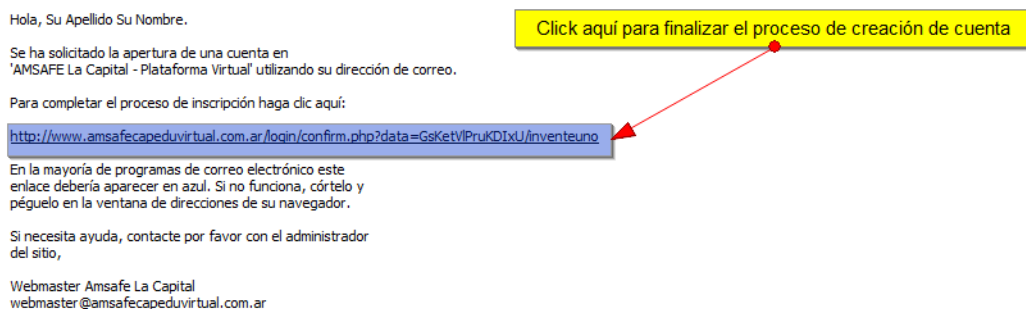 Hola, Su Apellido Su Nombre.
Click aquí para finalizar el proceso de creación de cuenta
Se ha solicitado la apertura de una cuenta en
'AMSAFE La Capital - Plataforma Virtual' utilizando su dirección de correo.
Para completar el proceso de inscripción haga clic aquí:
http://www.amsafecapeduvirtual.com.ar/login/confirm.php?data=GsKetVlPruKDIxU/inventeuno
En la mayoría de programas de correo electrónico este
enlace debería aparecer en azul. Si no funciona, córtelo y
péguelo en la ventana de direcciones de su navegador.
Si necesita ayuda, contacte por favor con el administrador
del sitio,
Webmaster Amsafe La Capital
webmaster@amsafecapeduvirtual.com.ar